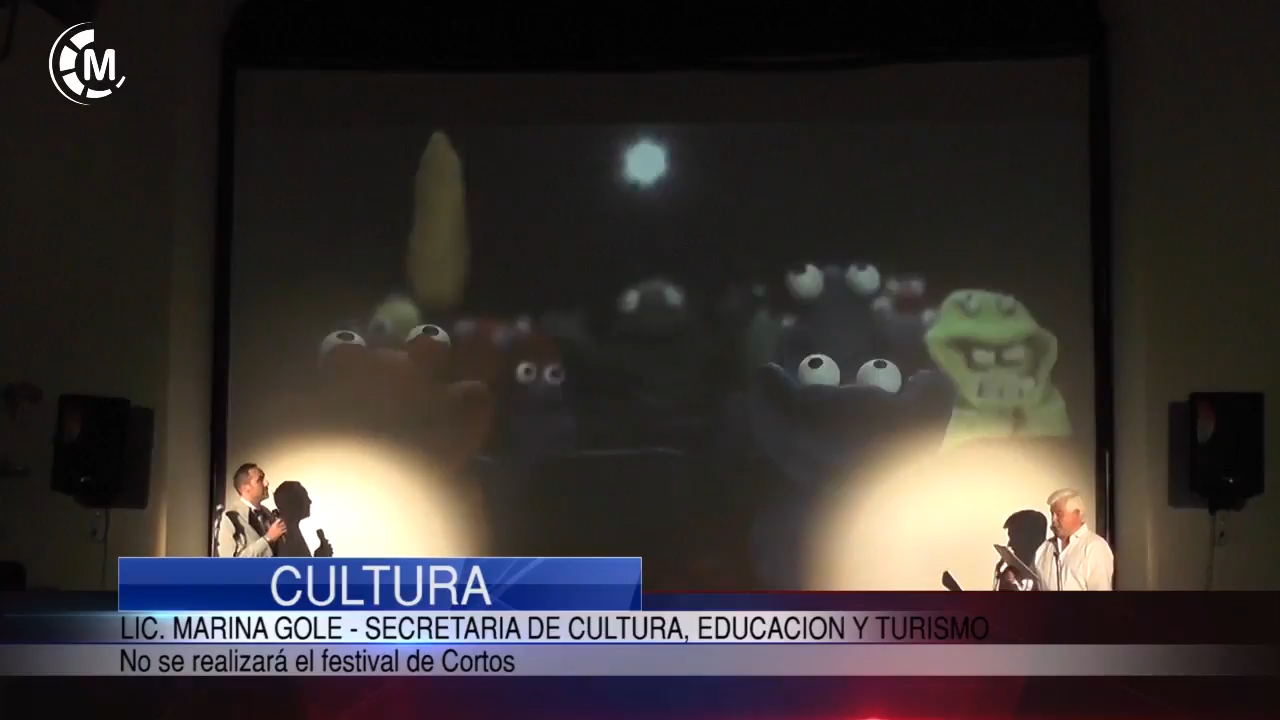 M
CULTURA
LIC. MARINA GOLE - SECRETARIA DE CULTURA, EDUCACION Y TURISMO
No se realizará el festival de Cortos